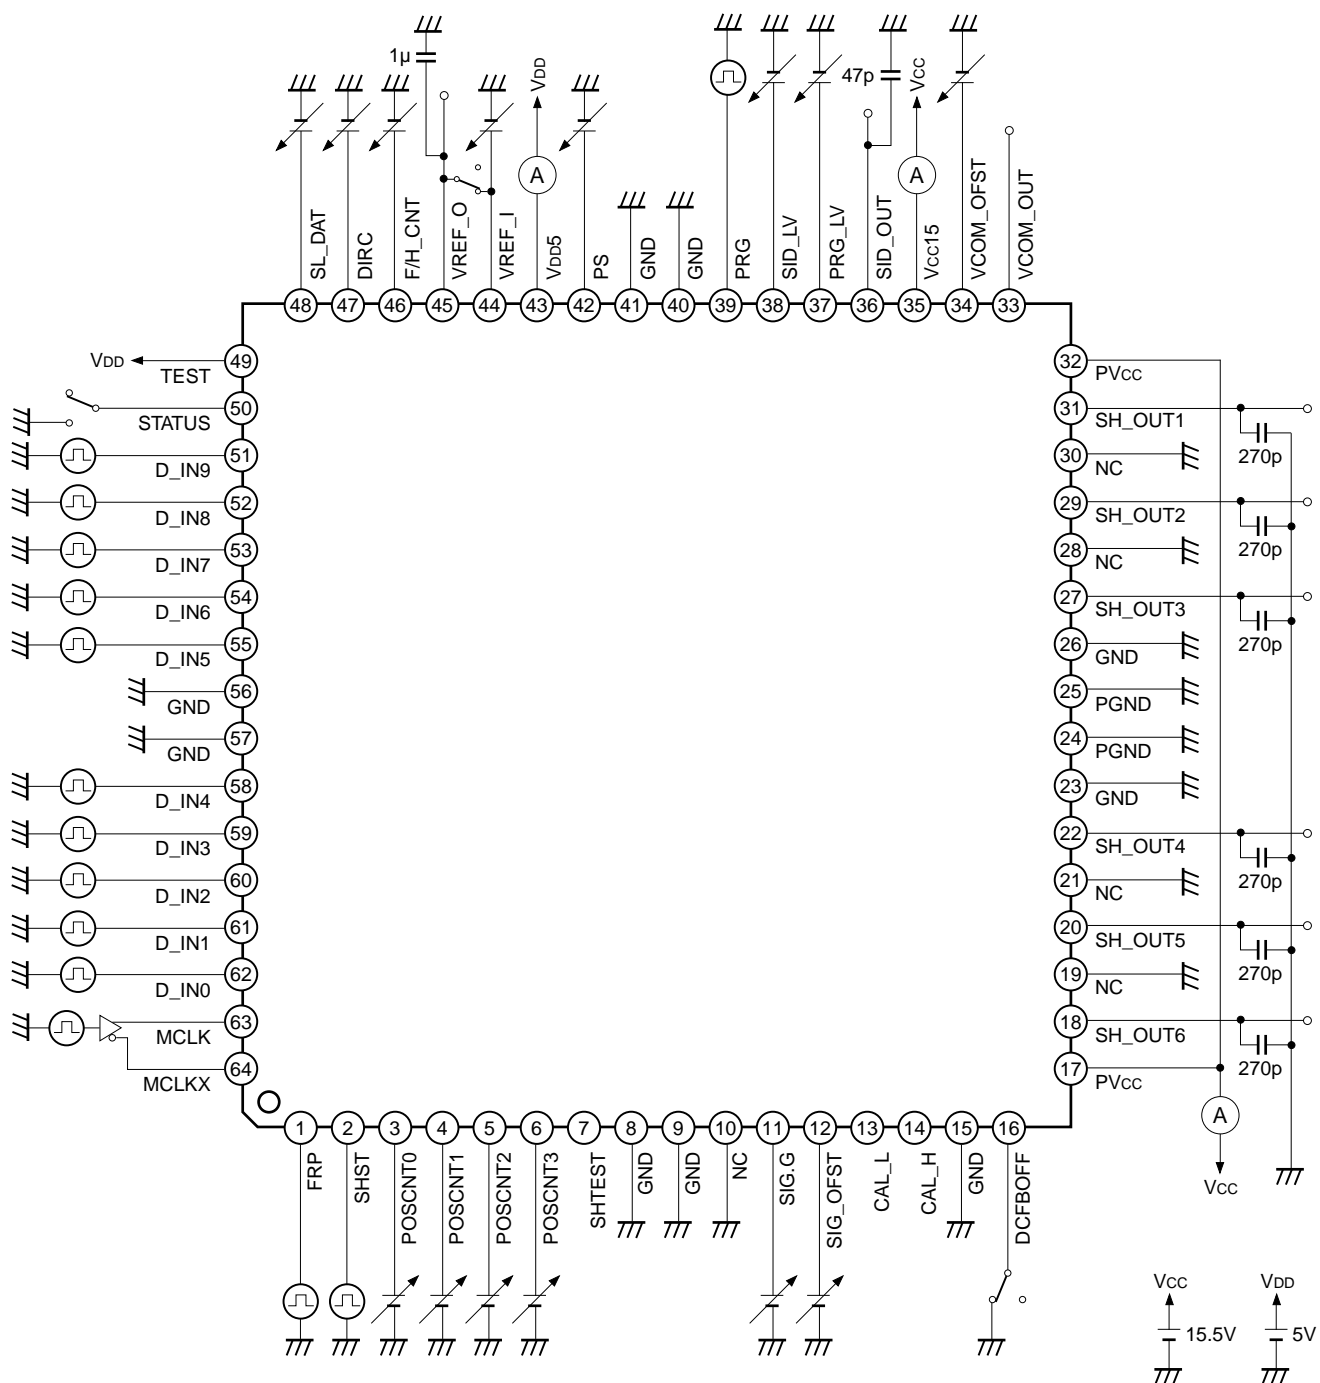 1µ
VDD
PRG
47p
VCC
SL_DAT
DIRC
F/H_CNT
VREF_O
VREF_I
A
VDD5
PS
GND
GND
PRG
SID_LV
PRG_LV
SID_OUT
A
VCC15
VCOM_OFST
VCOM_OUT
48 47 46 45 44 43 42 41 40 39 38 37 36 35 34 33
VDD TEST 49
STATUS 50
D_IN9 51
D_IN8 52
D_IN7 53
D_IN6 54
D_IN5 55
GND 56
GND 57
D_IN4 58
D_IN3 59
D_IN2 60
D_IN1 61
D_IN0 62
MCLK 63
MCLKX 64
32 PVCC
31 SH_OUT1 270p
30 NC
29 SH_OUT2 270p
28 NC
27 SH_OUT3 270p
26 GND
25 PGND
24 PGND
23 GND
22 SH_OUT4 270p
21 NC
20 SH_OUT5 270p
19 NC
18 SH_OUT6 270p
17 PVCC
A
VCC
1 2 3 4 5 6 7 8 9 10 11 12 13 14 15 16
FRP
SHST
POSCNT0
POSCNT1
POSCNT2
POSCNT3
SHTEST
GND
GND
NC
SIG.G
SIG_OFST
CAL_L
CAL_H
GND
DCFBOFF
VCC
15.5V
VDD
5V